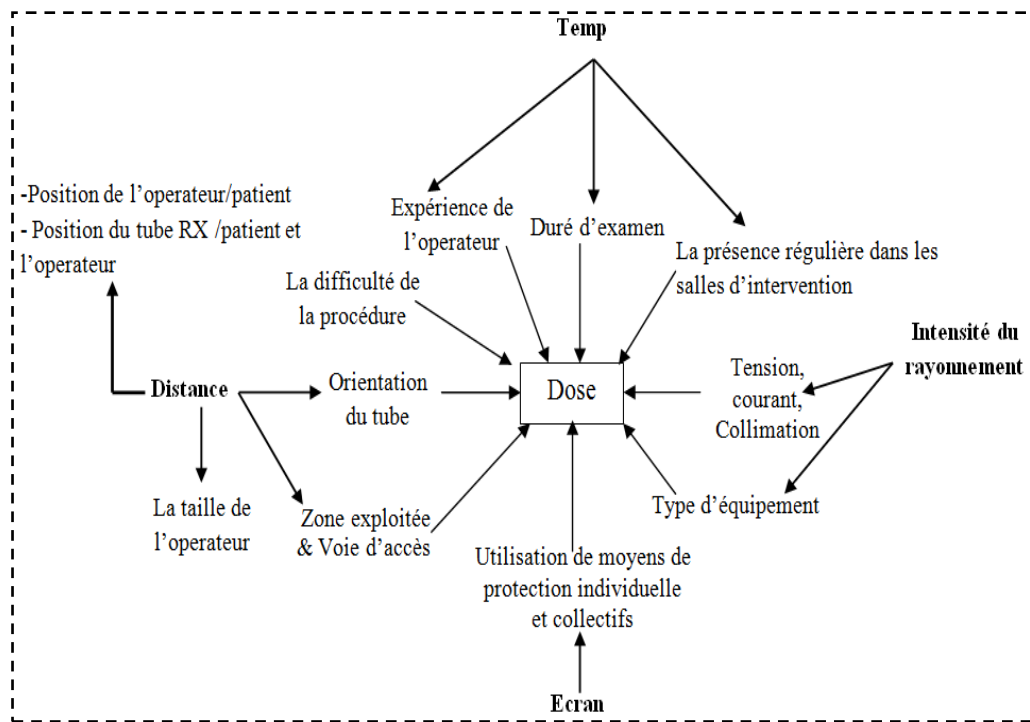 Temp
-Position de l’operateur/patient
- Position du tube RX /patient et
l’operateur
Expérience de
l’operateur
Duré d’examen
La présence régulière dans les
salles d’intervention
La difficulté de
la procédure
Intensité du
rayonnement
Distance
Orientation
du tube
Dose
Tension,
courant,
Collimation
La taille de
l’operateur
Zone exploitée
& Voie d’accès
Type d’équipement
Utilisation de moyens de
protection individuelle
et collectifs
Ecran